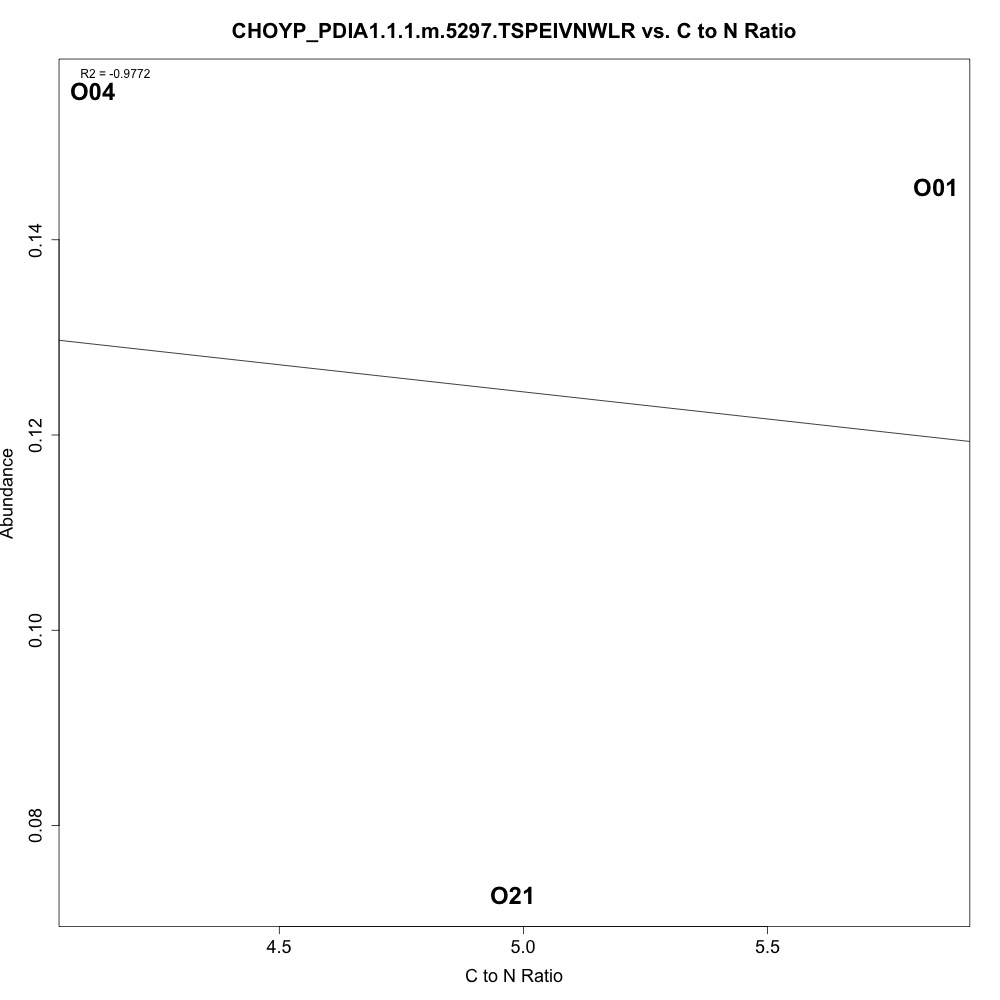 CHOYP_PDIA1.1.1.m.5297.TSPEIVNWLR vs. C to N Ratio
R2 = -0.9772
O04
O01
0.14
0.12
Abundance
0.10
0.08
O21
4.5 5.0 5.5
C to N Ratio